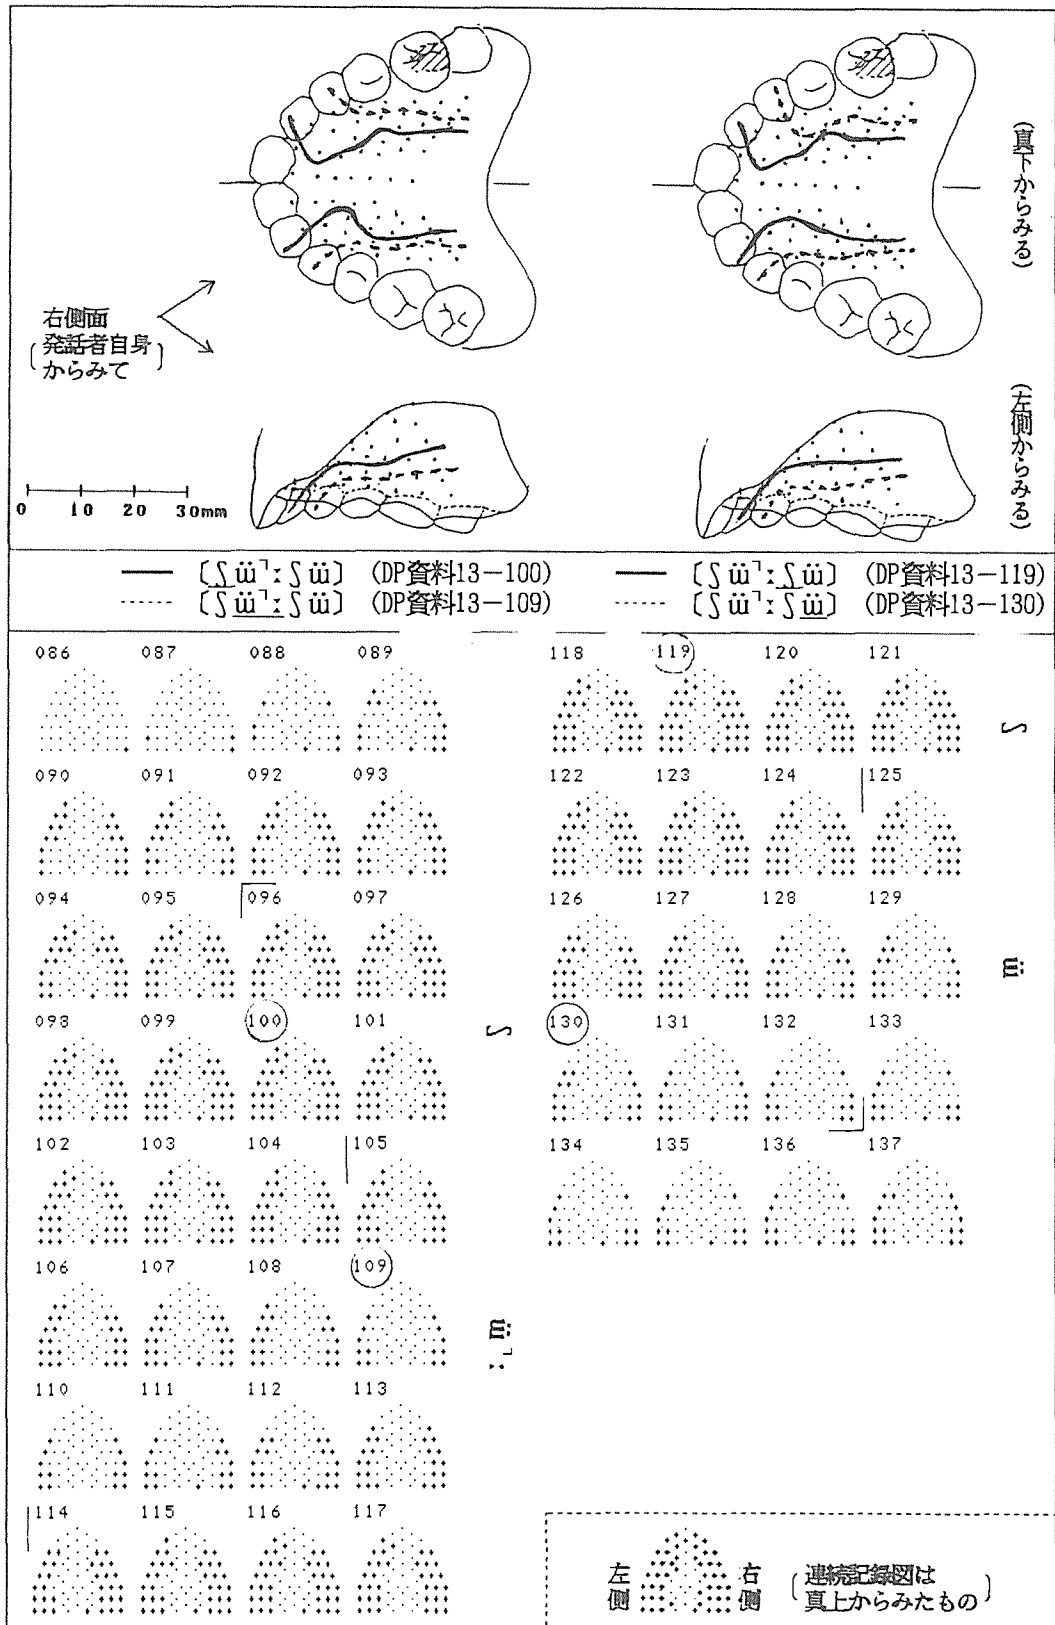 (真下からみる)
右側面
(発話者自身
からみて)
(左側からみる)
0 10 20 30mm
[ʃɯ̈˺ːʃɯ̈] (DP資料13-100)
[ʃɯ̈˺ːʃɯ̈] (DP資料13-109)
[ʃɯ̈˺ːʃɯ̈] (DP資料13-119)
[ʃɯ̈˺ːʃɯ̈] (DP資料13-130)
086 087 088 089
090 091 092 093
094 095 096 097
098 099 100 101
ʃ
102 103 104 105
106 107 108 109
ɯ̈˺ː
110 111 112 113
114 115 116 117
118 119 120 121
ʃ
122 123 124 125
126 127 128 129
ɯ̈
130 131 132 133
134 135 136 137
左側 右側
(連続記録図は
真上からみたもの)